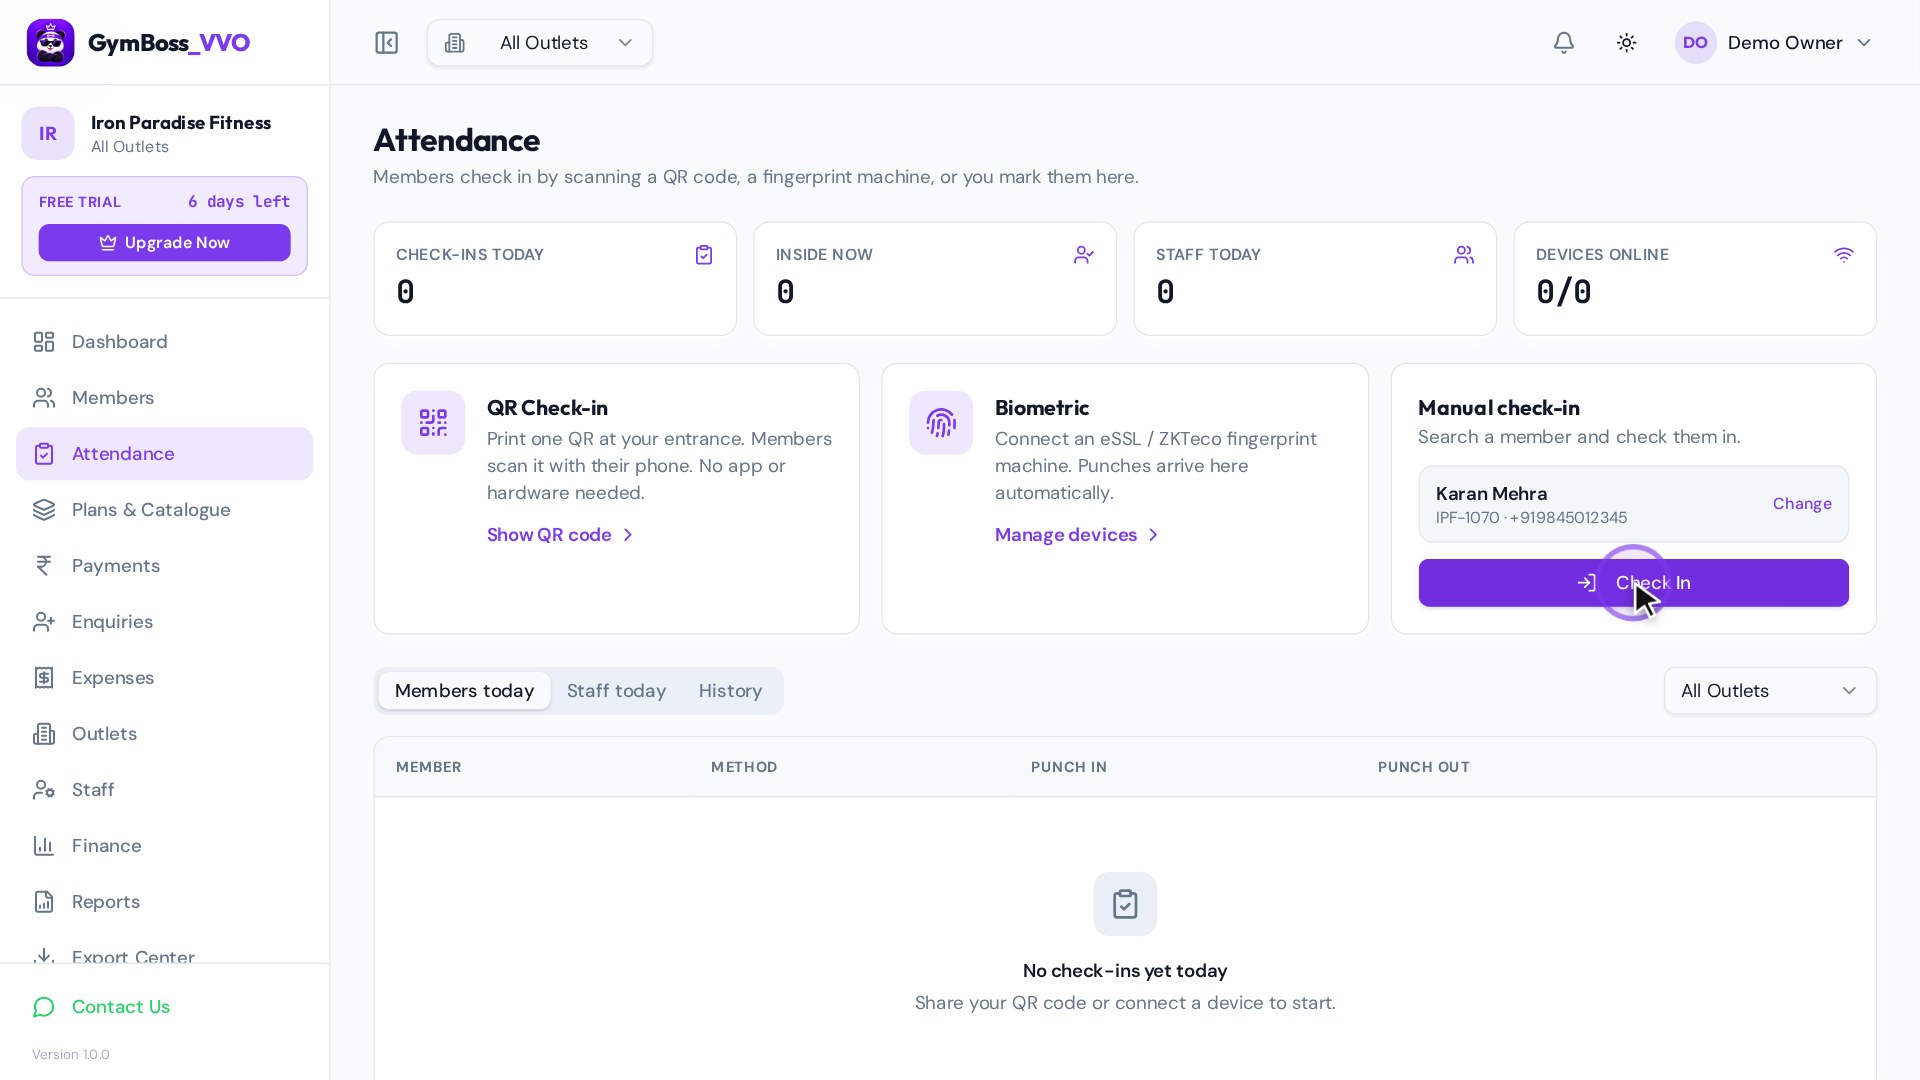 GymBoss_VVO
All Outlets
DO Demo Owner
IR
Iron Paradise Fitness
All Outlets
FREE TRIAL 6 days left
Upgrade Now
Dashboard
Members
Attendance
Plans & Catalogue
Payments
Enquiries
Expenses
Outlets
Staff
Finance
Reports
Export Center
Contact Us
Version 1.0.0
Attendance
Members check in by scanning a QR code, a fingerprint machine, or you mark them here.
CHECK-INS TODAY
0
INSIDE NOW
0
STAFF TODAY
0
DEVICES ONLINE
0/0
QR Check-in
Print one QR at your entrance. Members
scan it with their phone. No app or
hardware needed.
Show QR code
Biometric
Connect an eSSL / ZKTeco fingerprint
machine. Punches arrive here
automatically.
Manage devices
Manual check-in
Search a member and check them in.
Karan Mehra
IPF-1070 · +919845012345
Change
Check In
Members today Staff today History
All Outlets
MEMBER METHOD PUNCH IN PUNCH OUT
No check-ins yet today
Share your QR code or connect a device to start.